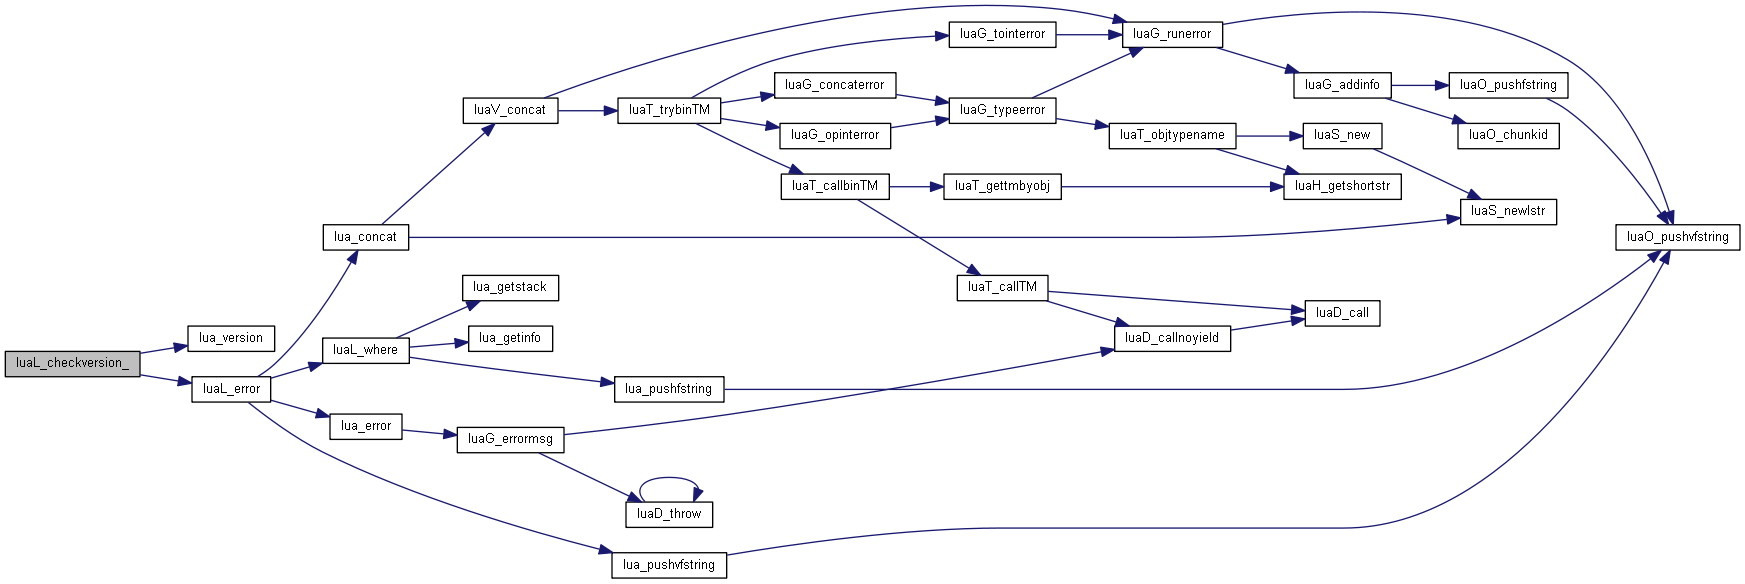 luaL_checkversion_
lua_version
luaL_error
lua_concat
luaL_where
lua_error
lua_pushvfstring
luaV_concat
lua_getstack
lua_getinfo
lua_pushfstring
luaG_errormsg
luaD_throw
luaT_trybinTM
luaG_tointerror
luaG_concaterror
luaG_opinterror
luaT_callbinTM
luaG_typeerror
luaT_gettmbyobj
luaT_callTM
luaG_runerror
luaT_objtypename
luaD_callnoyield
luaG_addinfo
luaS_new
luaH_getshortstr
luaD_call
luaO_pushfstring
luaO_chunkid
luaS_newlstr
luaO_pushvfstring